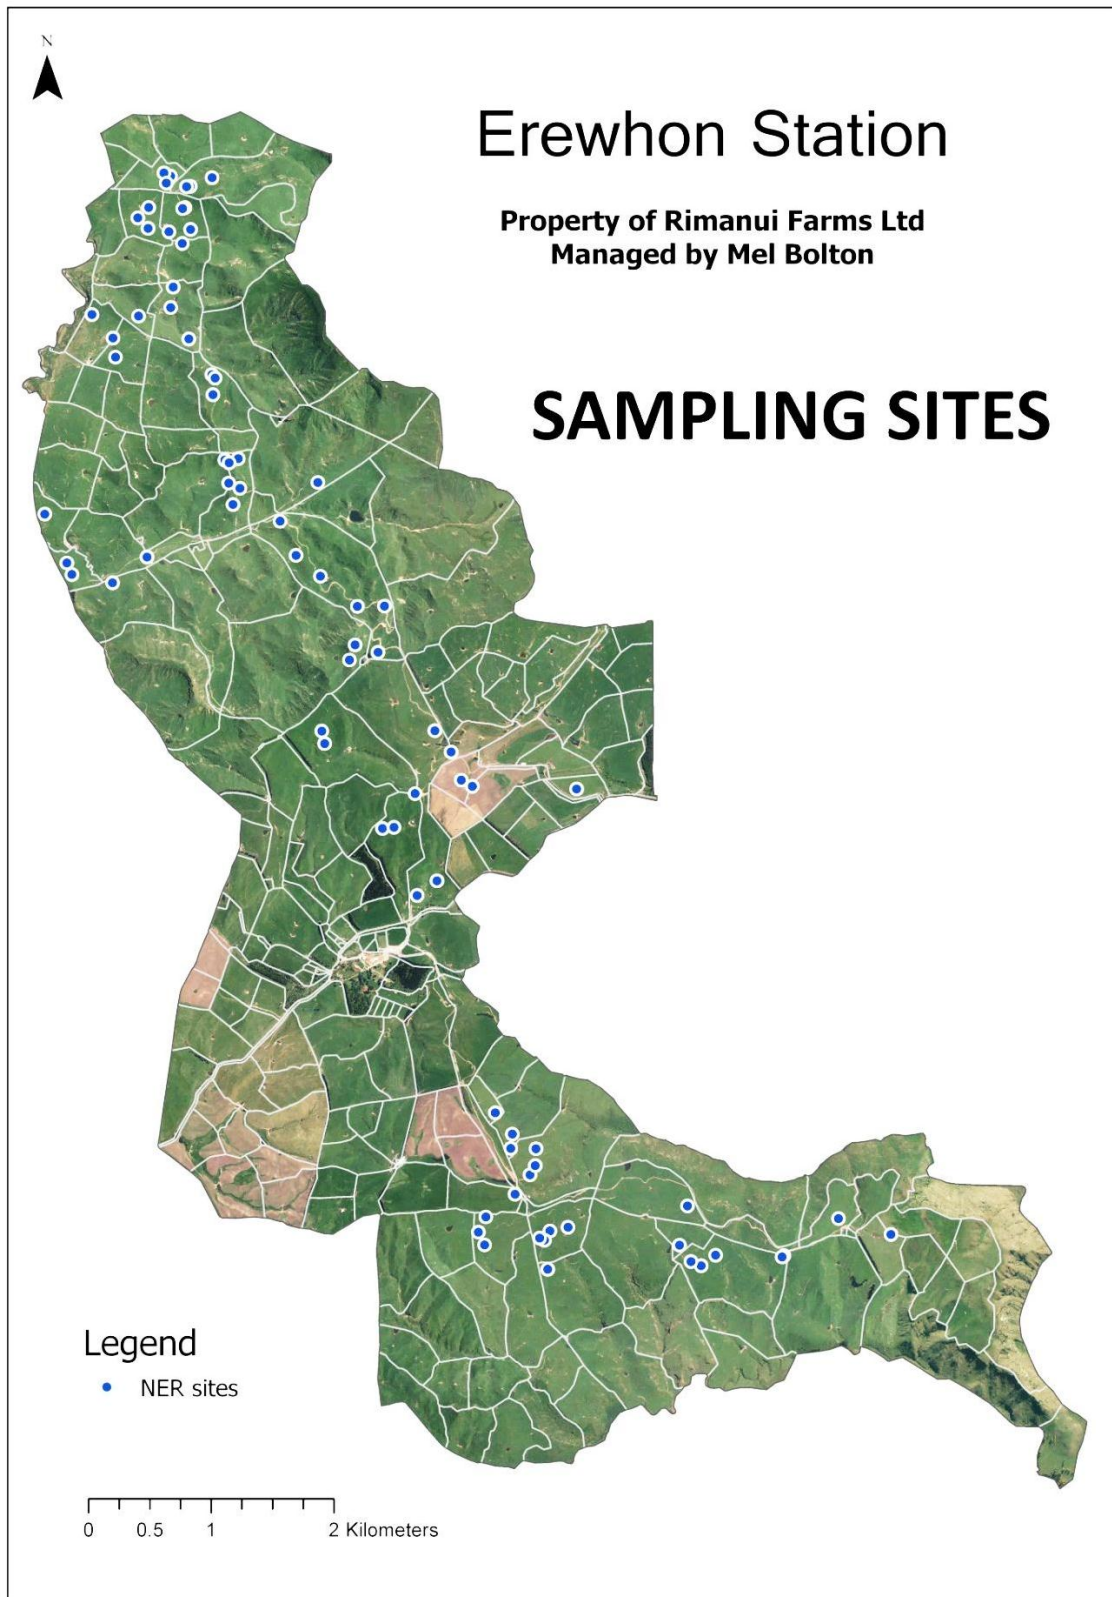 N
Erewhon Station
Property of Rimanui Farms Ltd
Managed by Mel Bolton
SAMPLING SITES
Legend
NER sites
0 0.5 1 2 Kilometers